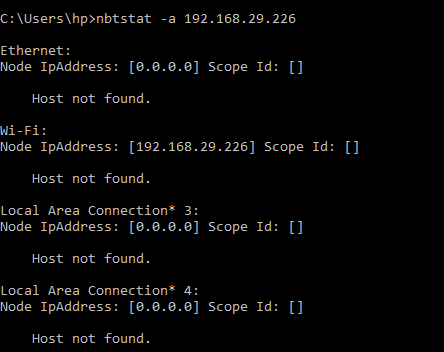 C:\Users\hp>nbtstat -a 192.168.29.226
Ethernet:
Node IpAddress: [0.0.0.0] Scope Id: []
Host not found.
Wi-Fi:
Node IpAddress: [192.168.29.226] Scope Id: []
Host not found.
Local Area Connection* 3:
Node IpAddress: [0.0.0.0] Scope Id: []
Host not found.
Local Area Connection* 4:
Node IpAddress: [0.0.0.0] Scope Id: []
Host not found.